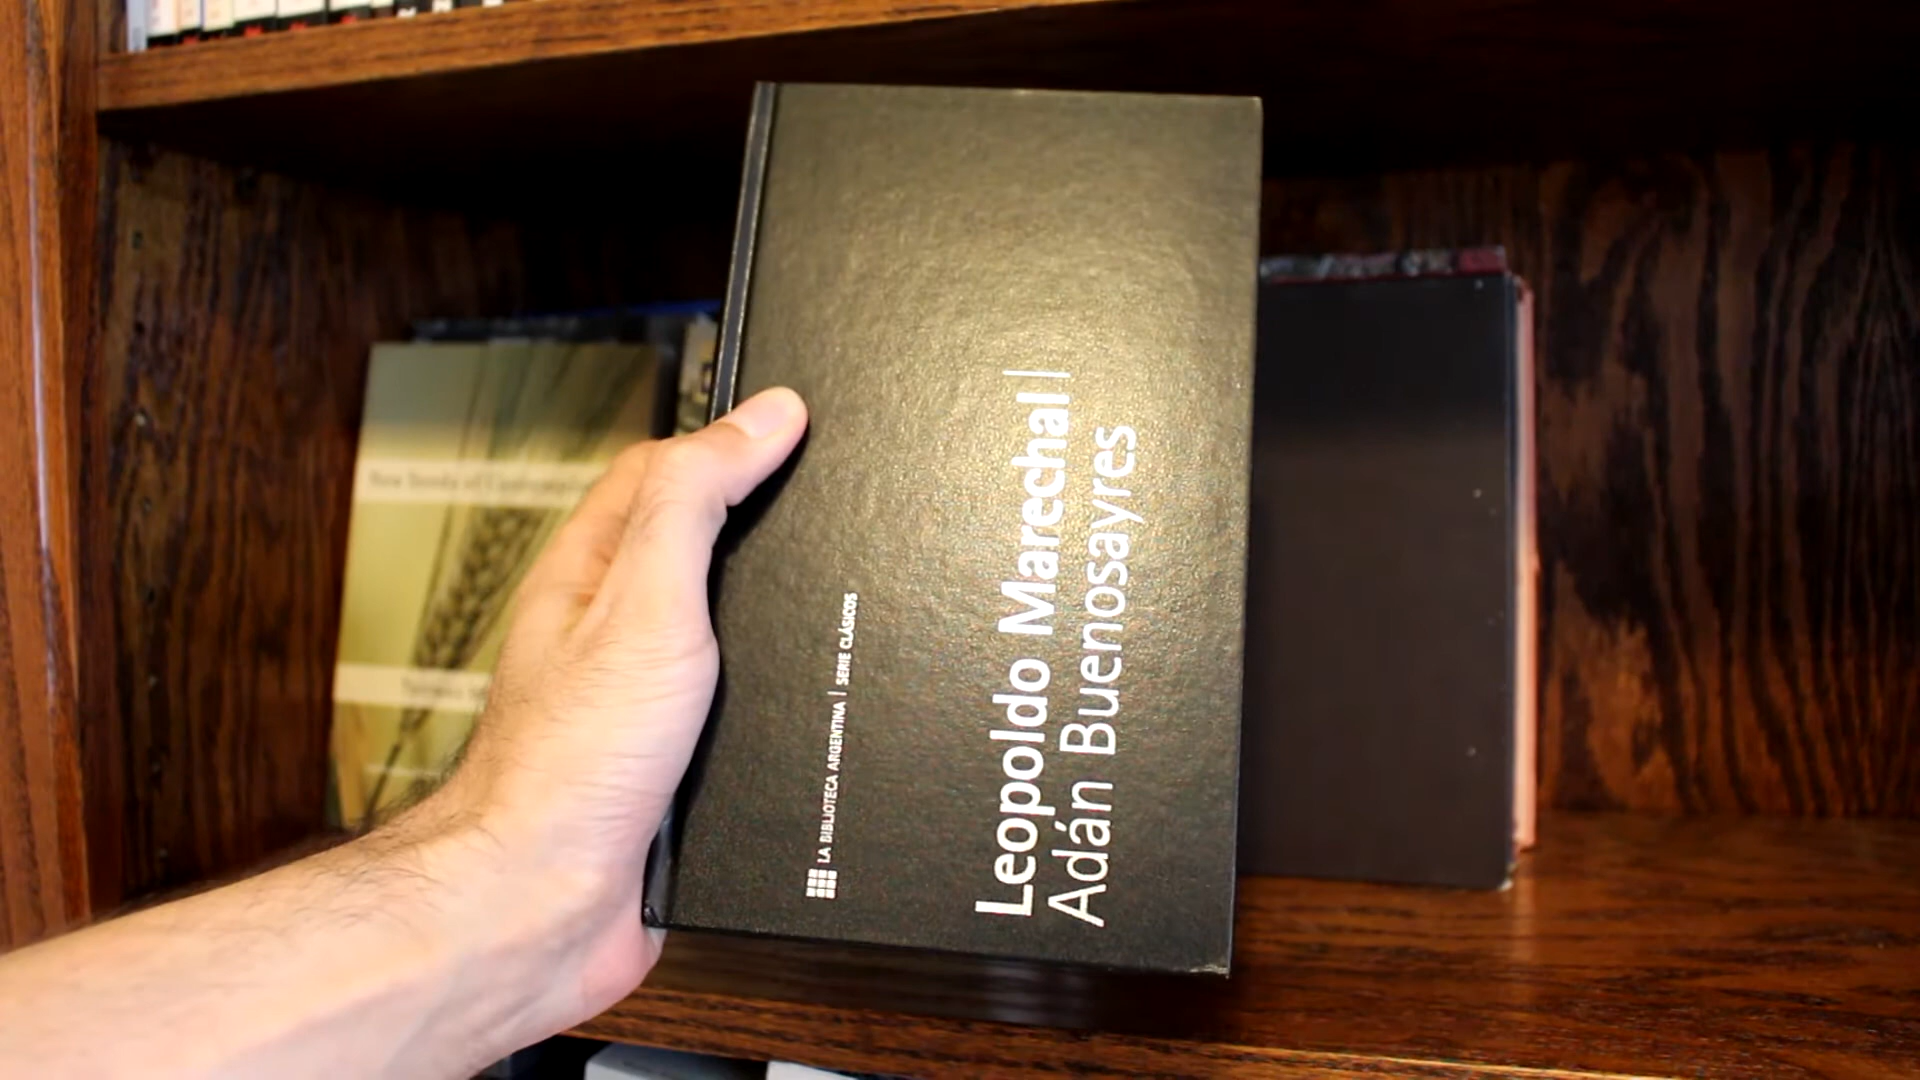 Leopoldo Marechal |
Adán Buenosayres
LA BIBLIOTECA ARGENTINA | SERIE CLÁSICOS